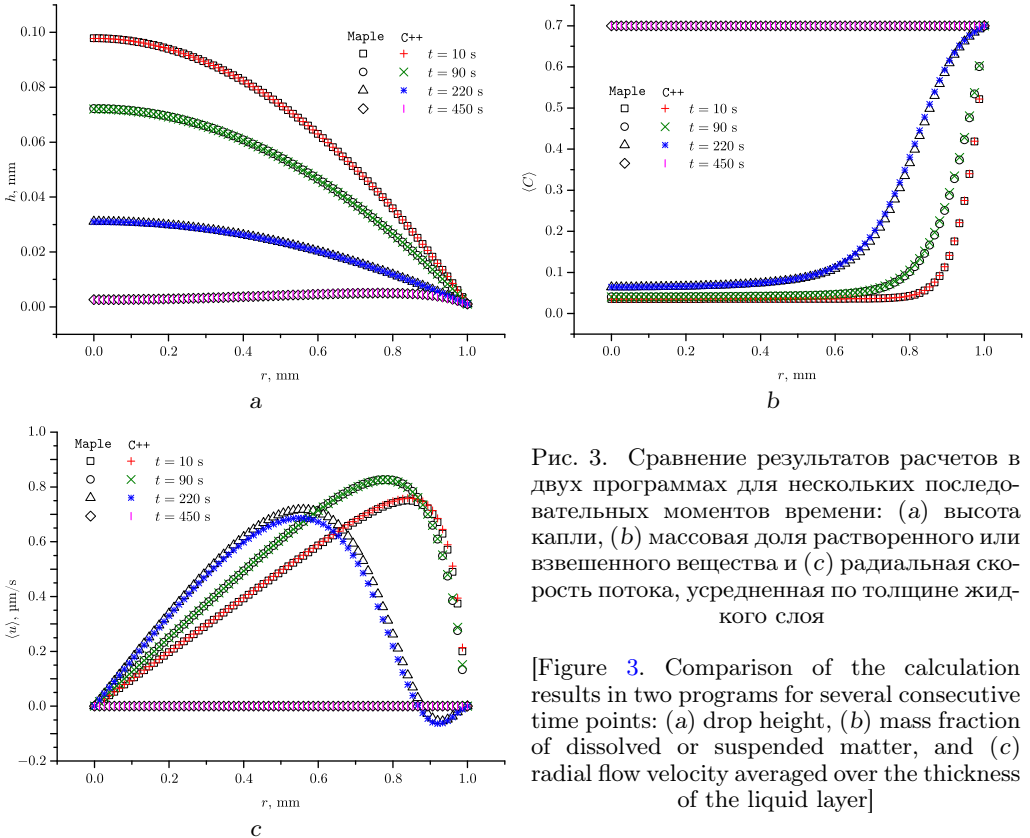 0.10
0.08
0.06
0.04
0.02
0.00
h, mm
Maple C++
t = 10 s
t = 90 s
t = 220 s
t = 450 s
0.0 0.2 0.4 0.6 0.8 1.0
r, mm
a
0.7
0.6
0.5
0.4
0.3
0.2
0.1
0.0
⟨C⟩
Maple C++
t = 10 s
t = 90 s
t = 220 s
t = 450 s
0.0 0.2 0.4 0.6 0.8 1.0
r, mm
b
1.0
0.8
0.6
0.4
0.2
0.0
−0.2
⟨u⟩, µm/s
Maple C++
t = 10 s
t = 90 s
t = 220 s
t = 450 s
0.0 0.2 0.4 0.6 0.8 1.0
r, mm
c
Рис. 3. Сравнение результатов расчетов в
двух программах для нескольких последо-
вательных моментов времени: (a) высота
капли, (b) массовая доля растворенного или
взвешенного вещества и (c) радиальная ско-
рость потока, усредненная по толщине жид-
кого слоя
[Figure 3. Comparison of the calculation
results in two programs for several consecutive
time points: (a) drop height, (b) mass fraction
of dissolved or suspended matter, and (c)
radial flow velocity averaged over the thickness
of the liquid layer]